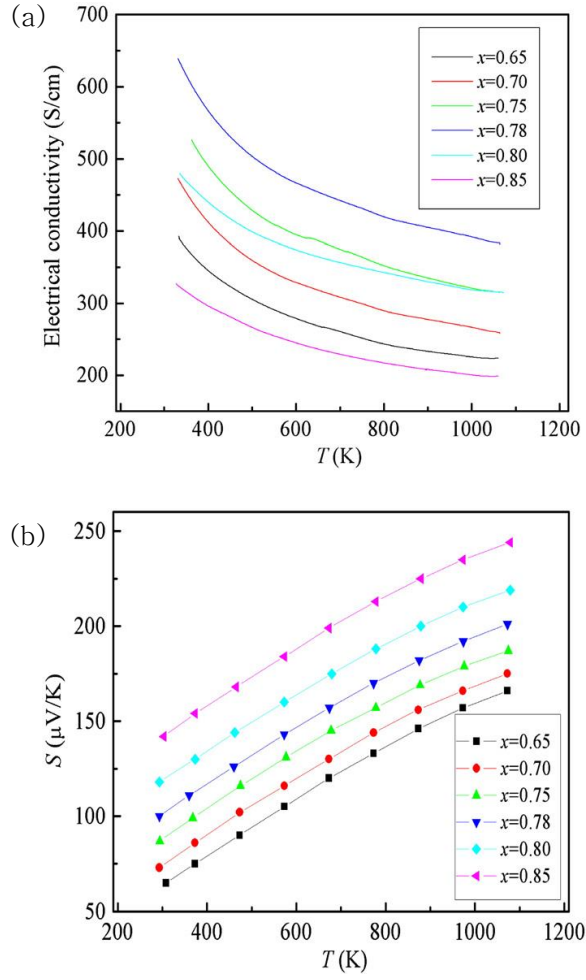 (a)
700
600
500
400
300
200
Electrical conductivity (S/cm)
x=0.65
x=0.70
x=0.75
x=0.78
x=0.80
x=0.85
200 400 600 800 1000 1200
T (K)
(b)
250
200
150
100
50
S (μV/K)
x=0.65
x=0.70
x=0.75
x=0.78
x=0.80
x=0.85
200 400 600 800 1000 1200
T (K)